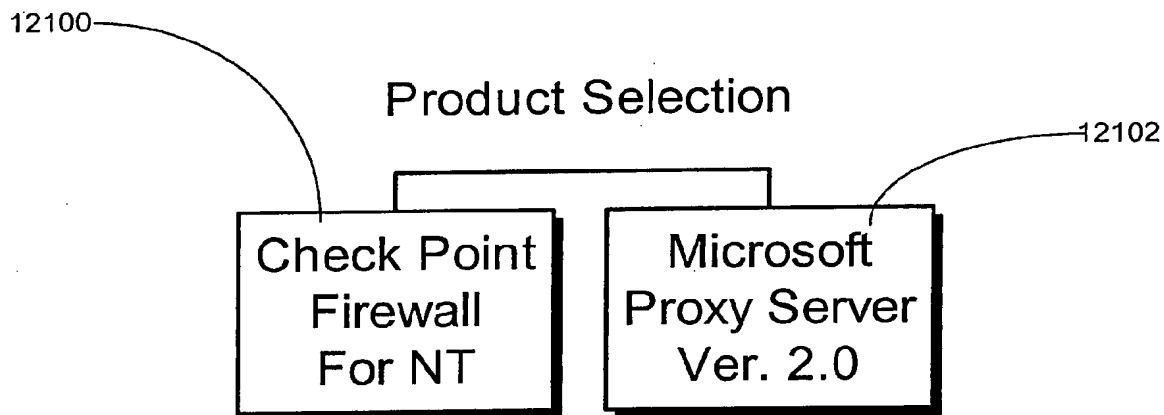 12100
Product Selection
12102
Check Point
Firewall
For NT
Microsoft
Proxy Server
Ver. 2.0